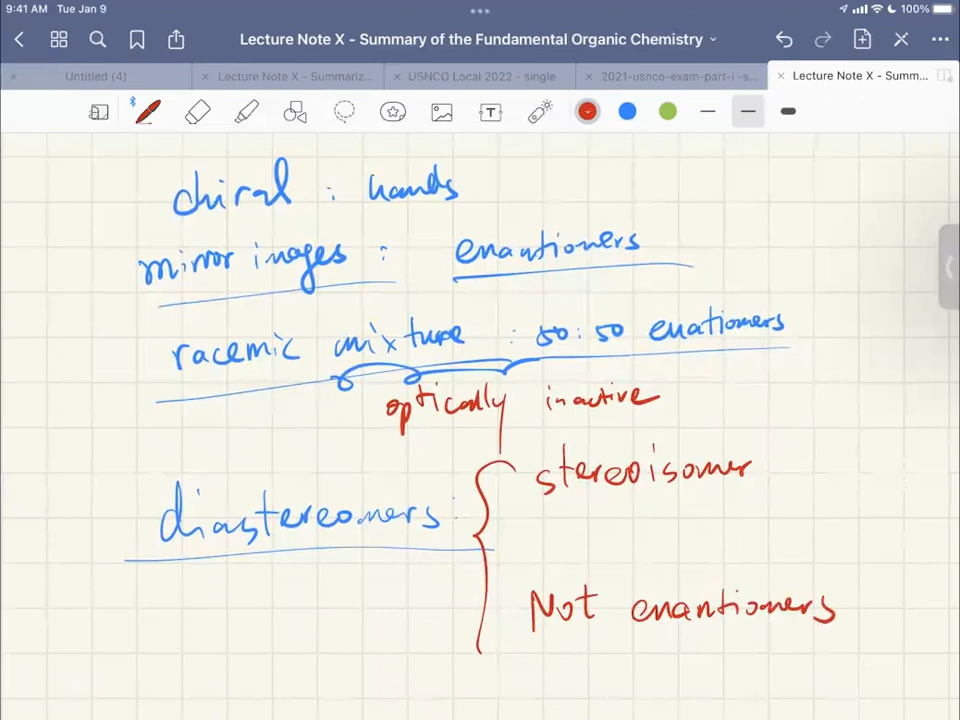 9:41 AM Tue Jan 9
100%
Lecture Note X - Summary of the Fundamental Organic Chemistry
Untitled (4)
Lecture Note X - Summariz...
USNCO Local 2022 - single
2021-usnco-exam-part-i -s...
Lecture Note X - Summ...
chiral : hands
mirror images : enantiomers
racemic mixture : 50:50 enatiomers
optically inactive
stereoisomer
diastereomers :
Not enantiomers